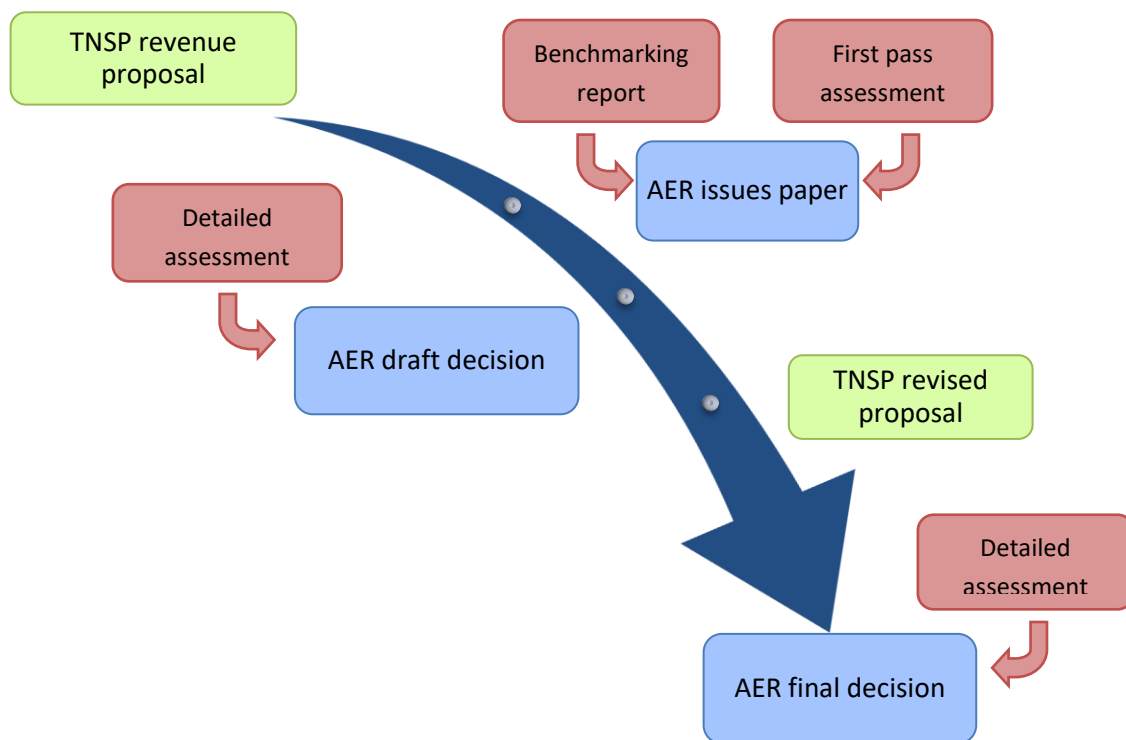 TNSP revenue
proposal
Benchmarking
report
First pass
assessment
AER issues paper
Detailed
assessment
AER draft decision
TNSP revised
proposal
Detailed
assessment
AER final decision